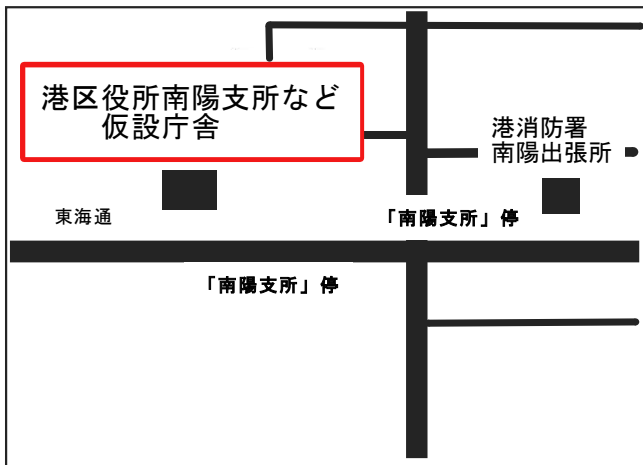 港区役所南陽支所など
仮設庁舎
港消防署
南陽出張所
東海通
「南陽支所」停
「南陽支所」停